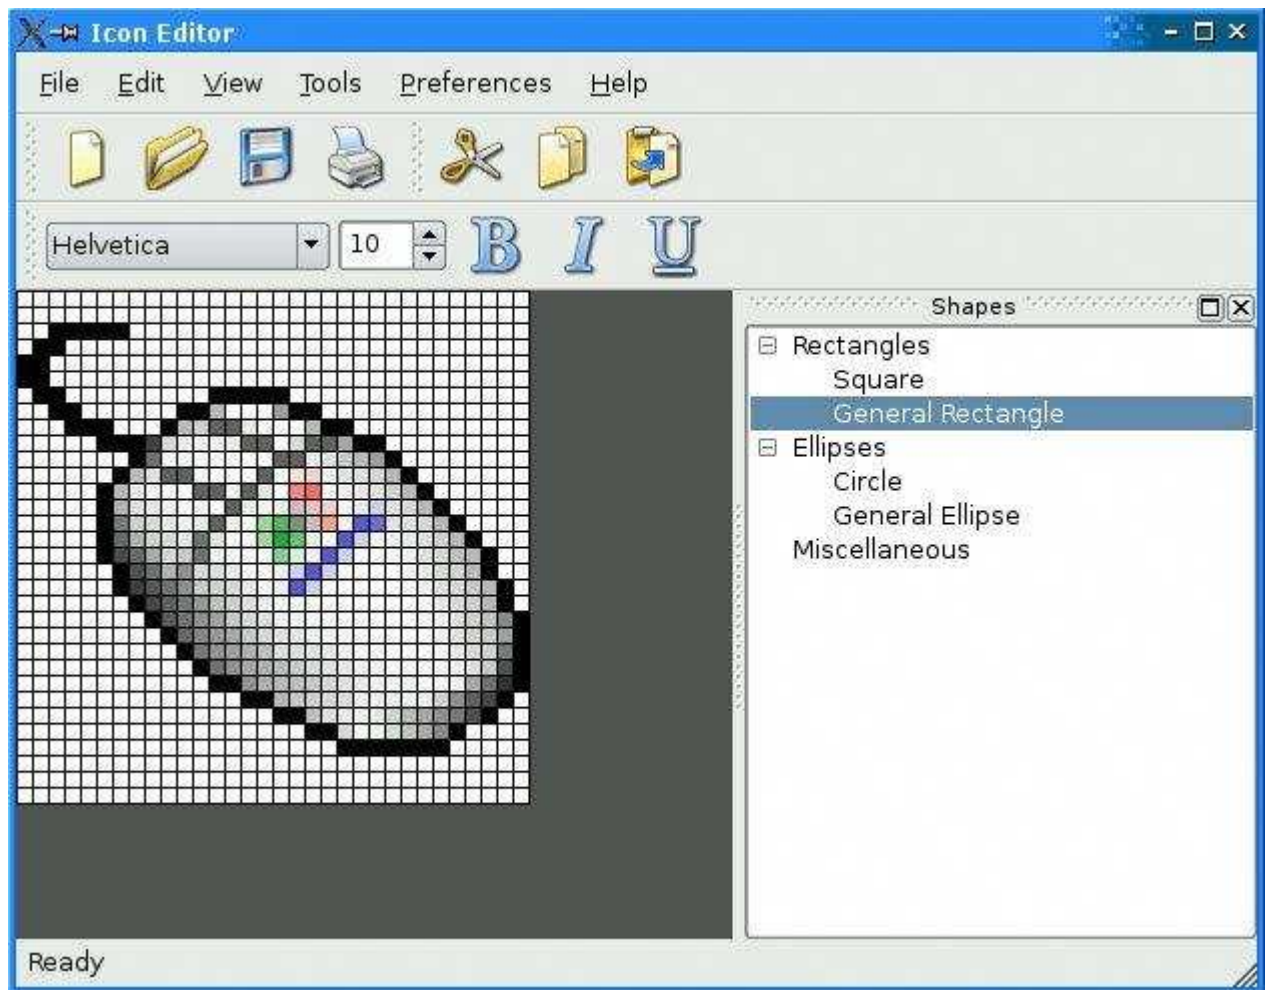 Icon Editor
File Edit View Tools Preferences Help
Helvetica 10 B I U
Shapes
Rectangles
Square
General Rectangle
Ellipses
Circle
General Ellipse
Miscellaneous
Ready